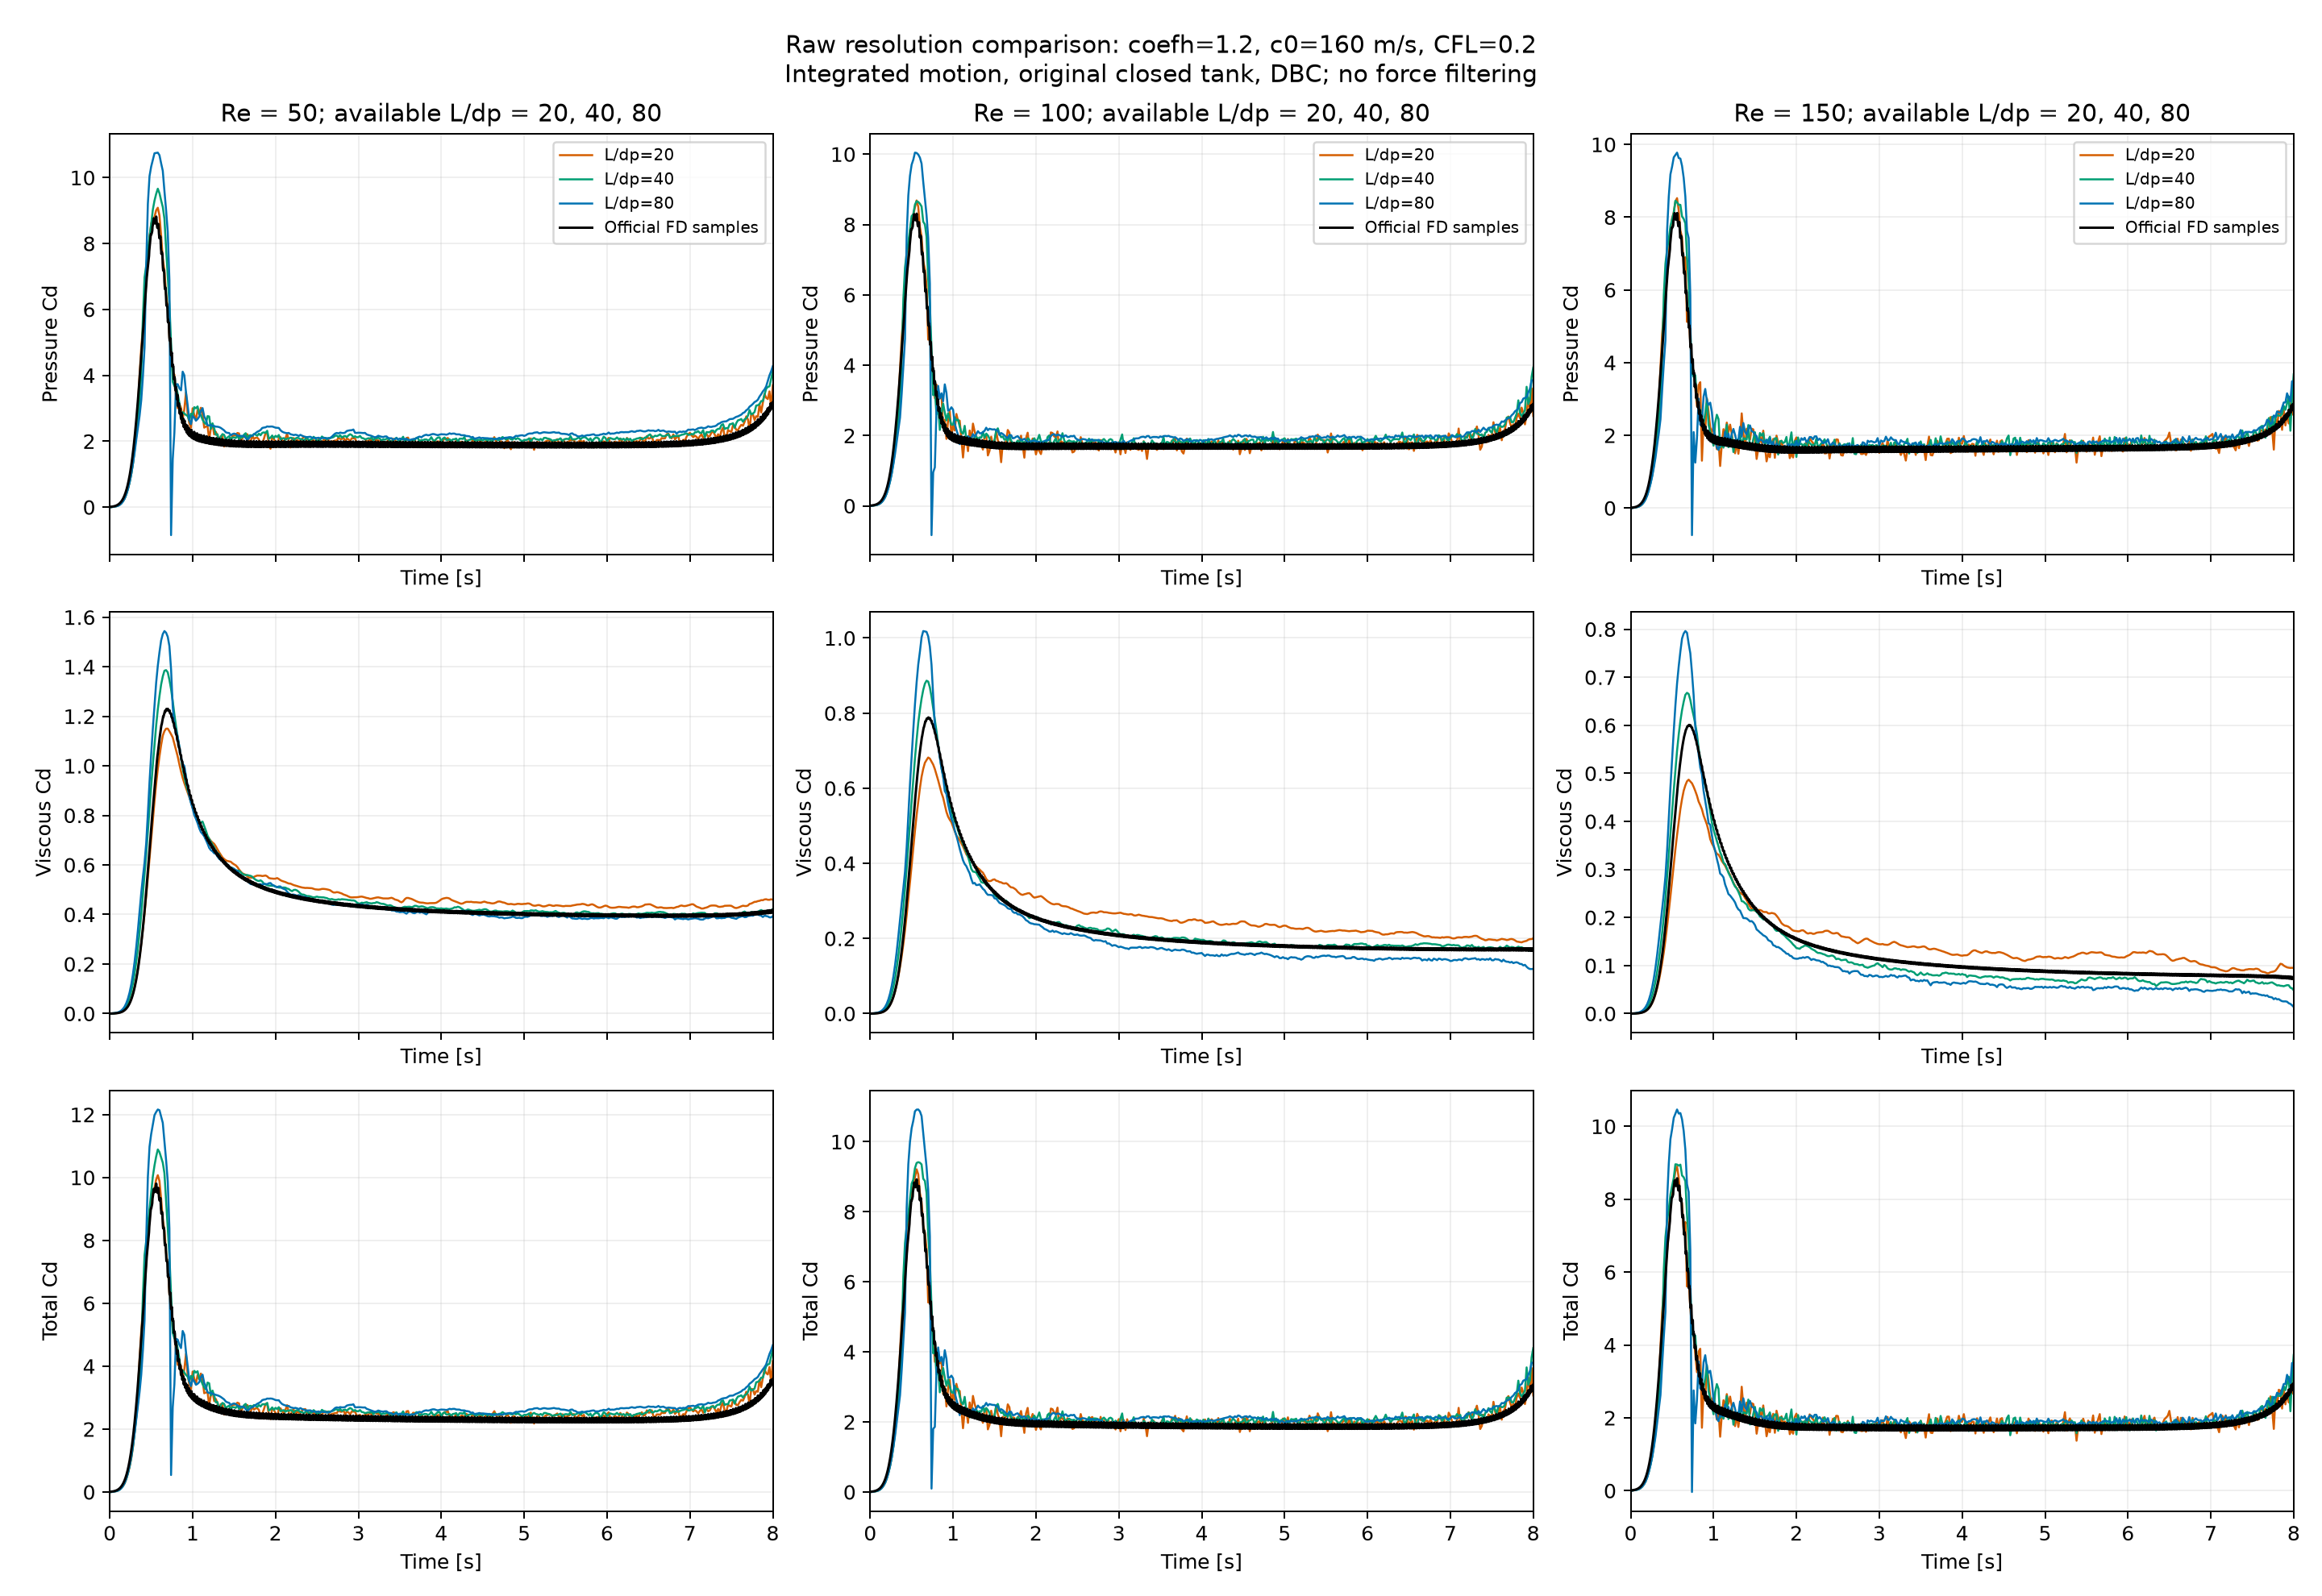 Raw resolution comparison: coefh=1.2, c0=160 m/s, CFL=0.2
Integrated motion, original closed tank, DBC; no force filtering
Re = 50; available L/dp = 20, 40, 80
Re = 100; available L/dp = 20, 40, 80
Re = 150; available L/dp = 20, 40, 80
Pressure Cd
10
8
6
4
2
0
L/dp=20
L/dp=40
L/dp=80
Official FD samples
Time [s]
Pressure Cd
10
8
6
4
2
0
L/dp=20
L/dp=40
L/dp=80
Official FD samples
Time [s]
Pressure Cd
10
8
6
4
2
0
L/dp=20
L/dp=40
L/dp=80
Official FD samples
Time [s]
Viscous Cd
1.6
1.4
1.2
1.0
0.8
0.6
0.4
0.2
0.0
Time [s]
Viscous Cd
1.0
0.8
0.6
0.4
0.2
0.0
Time [s]
Viscous Cd
0.8
0.7
0.6
0.5
0.4
0.3
0.2
0.1
0.0
Time [s]
Total Cd
12
10
8
6
4
2
0
0 1 2 3 4 5 6 7 8
Time [s]
Total Cd
10
8
6
4
2
0
0 1 2 3 4 5 6 7 8
Time [s]
Total Cd
10
8
6
4
2
0
0 1 2 3 4 5 6 7 8
Time [s]